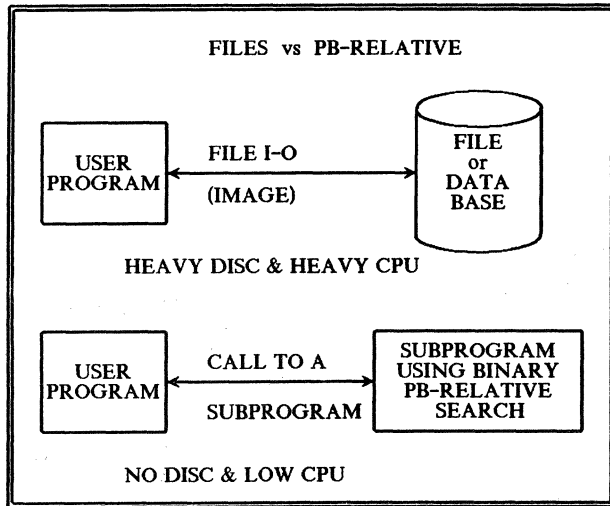 FILES vs PB-RELATIVE
USER
PROGRAM
FILE I-O
(IMAGE)
FILE
or
DATA
BASE
HEAVY DISC & HEAVY CPU
USER
PROGRAM
CALL TO A
SUBPROGRAM
SUBPROGRAM
USING BINARY
PB-RELATIVE
SEARCH
NO DISC & LOW CPU